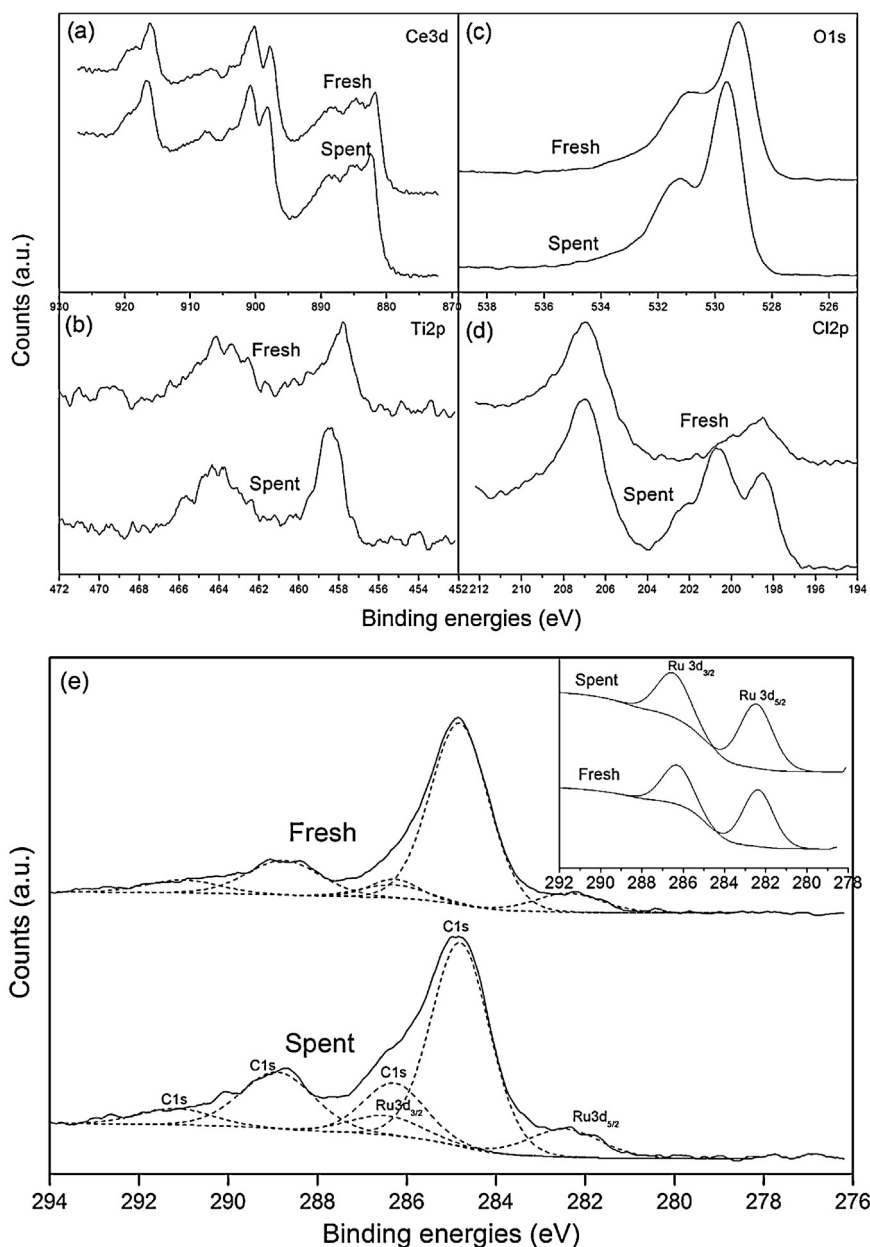 (a)
Ce3d
Fresh
Spent
930 920 910 900 890 880 870
(c)
O1s
Fresh
Spent
538 536 534 532 530 528 526
(b)
Ti2p
Fresh
Spent
472 470 468 466 464 462 460 458 456 454 452
(d)
Cl2p
Fresh
Spent
212 210 208 206 204 202 200 198 196 194
Counts (a.u.)
Binding energies (eV)
(e)
Fresh
Spent
C1s
C1s
C1s
C1s
Ru3d3/2
Ru3d5/2
Spent
Ru 3d3/2
Ru 3d5/2
Fresh
292 290 288 286 284 282 280 278
294 292 290 288 286 284 282 280 278 276
Counts (a.u.)
Binding energies (eV)